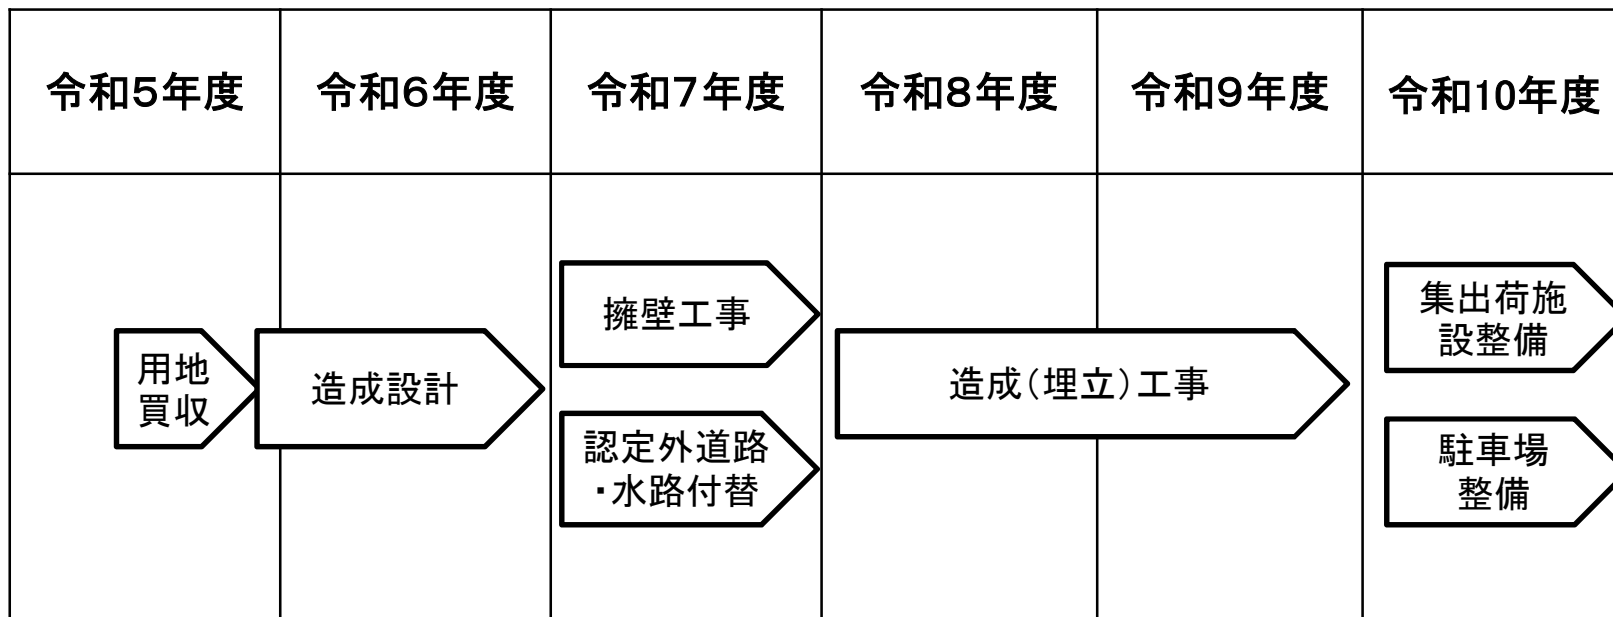 令和5年度
令和6年度
令和7年度
令和8年度
令和9年度
令和10年度
用地
買収
造成設計
擁壁工事
認定外道路
・水路付替
造成(埋立)工事
集出荷施
設整備
駐車場
整備